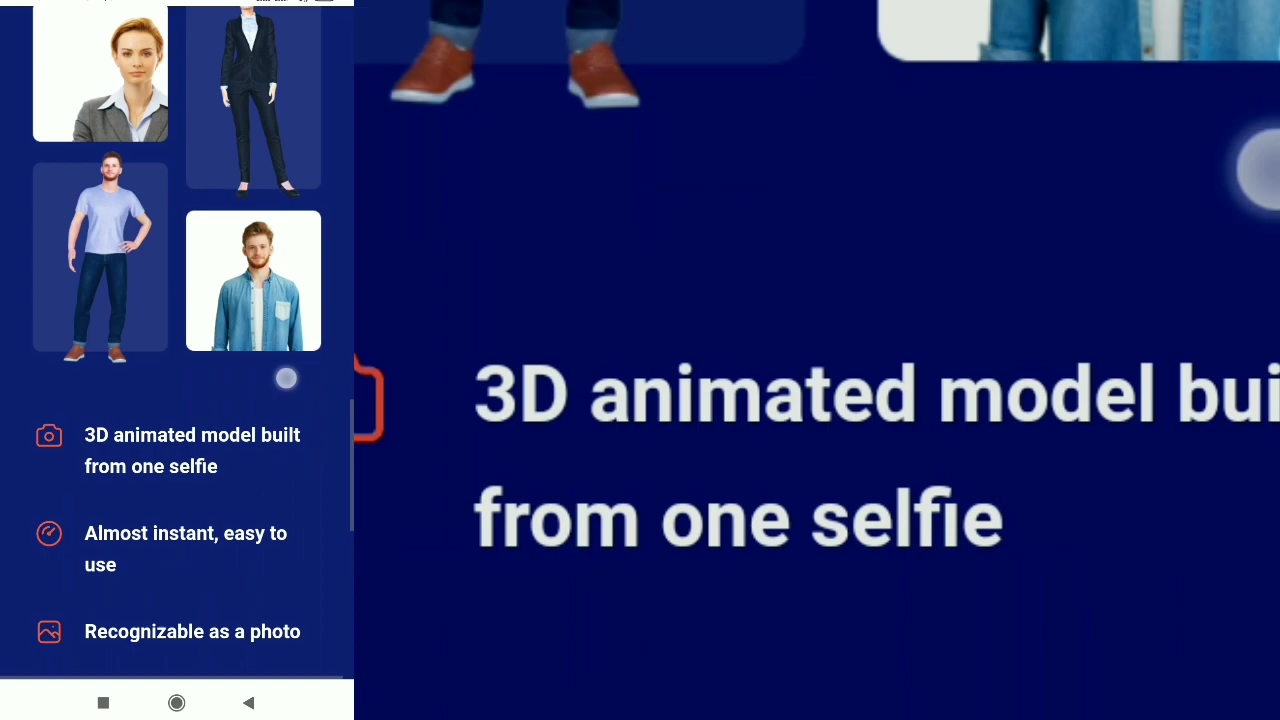 3D animated model built
from one selfie
Almost instant, easy to
use
Recognizable as a photo
3D animated model bui
from one selfie